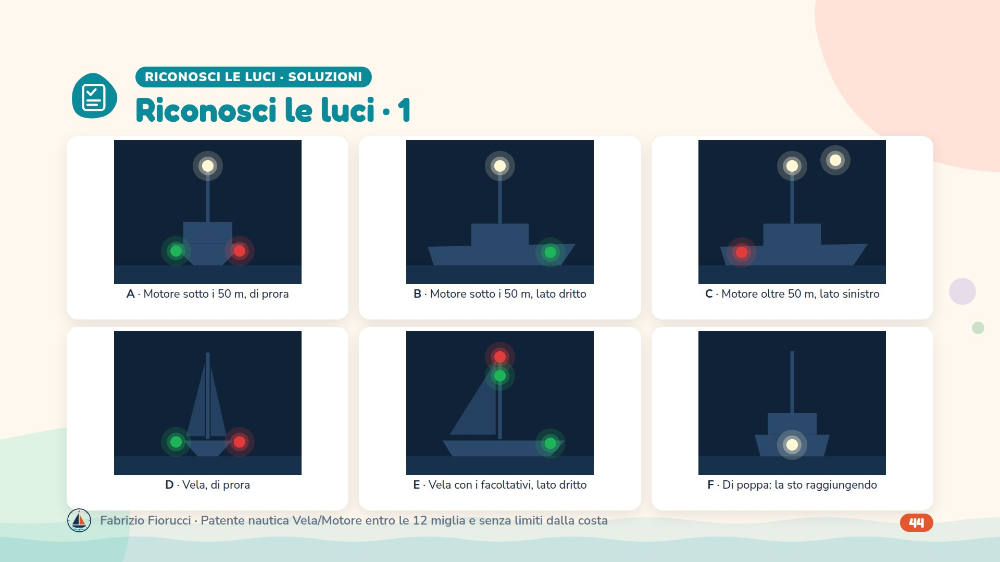 RICONOSCI LE LUCI · SOLUZIONI
Riconosci le luci · 1
A · Motore sotto i 50 m, di prora
B · Motore sotto i 50 m, lato dritto
C · Motore oltre 50 m, lato sinistro
D · Vela, di prora
E · Vela con i facoltativi, lato dritto
F · Di poppa: la sto raggiungendo
Fabrizio Fiorucci · Patente nautica Vela/Motore entro le 12 miglia e senza limiti dalla costa
44